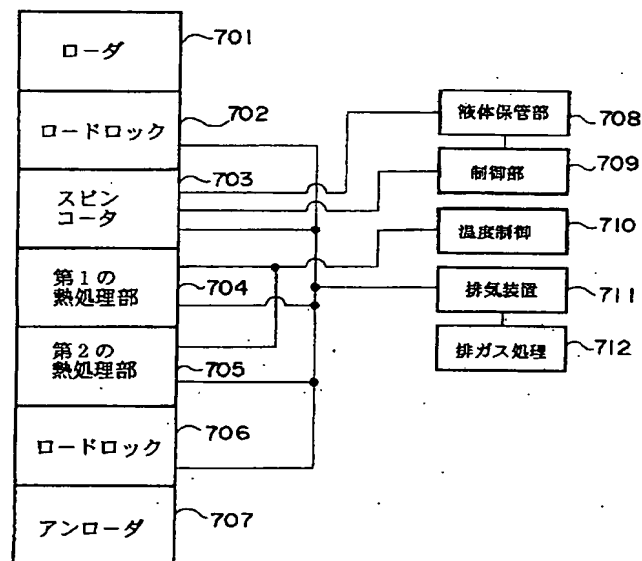 ローダ
701
ロードロック
702
スピン
コータ
703
第1の
熱処理部
704
第2の
熱処理部
705
ロードロック
706
アンローダ
707
液体保管部
708
制御部
709
温度制御
710
排気装置
711
排ガス処理
712